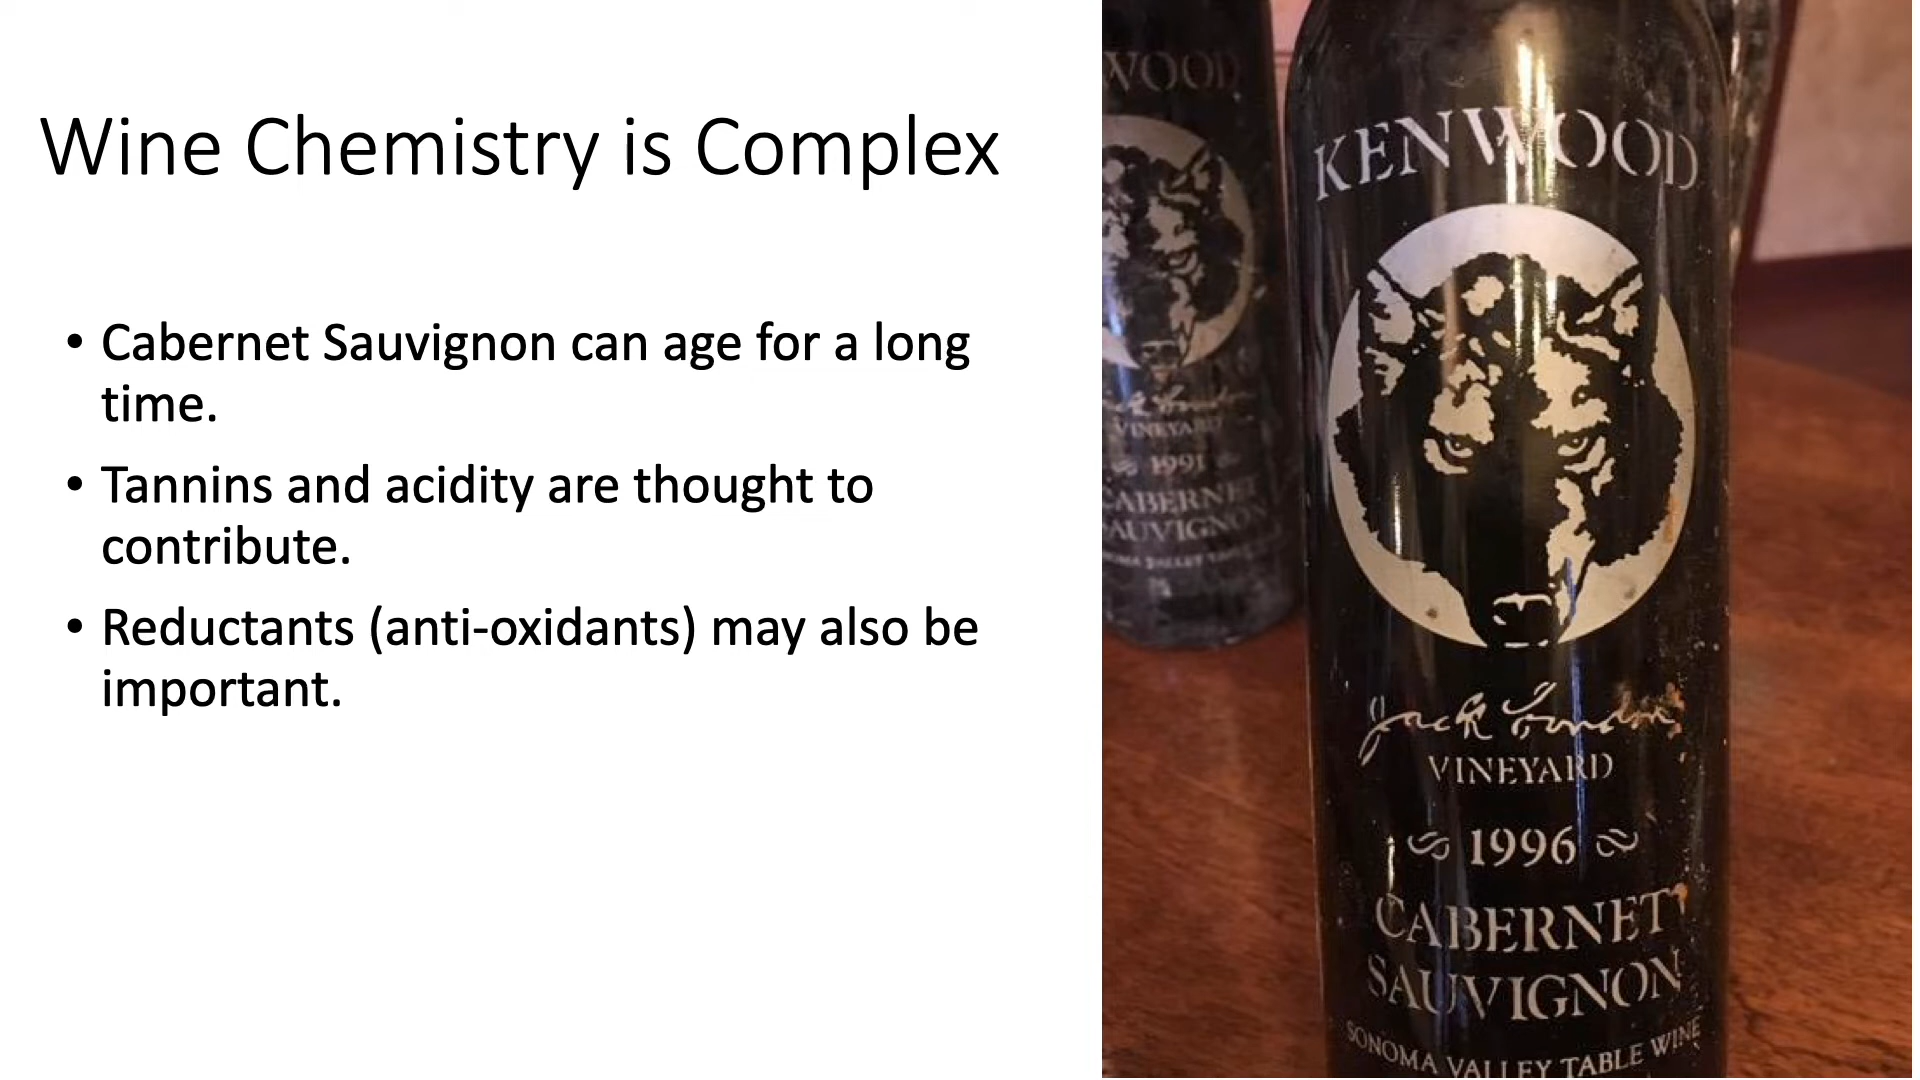 Wine Chemistry is Complex
• Cabernet Sauvignon can age for a long
time.
• Tannins and acidity are thought to
contribute.
• Reductants (anti-oxidants) may also be
important.
WOOD
VINEYARD
1991
CABERNET
SAUVIGNON
KENWOOD
Jack London
VINEYARD
1996
CABERNET
SAUVIGNON
SONOMA VALLEY TABLE WINE